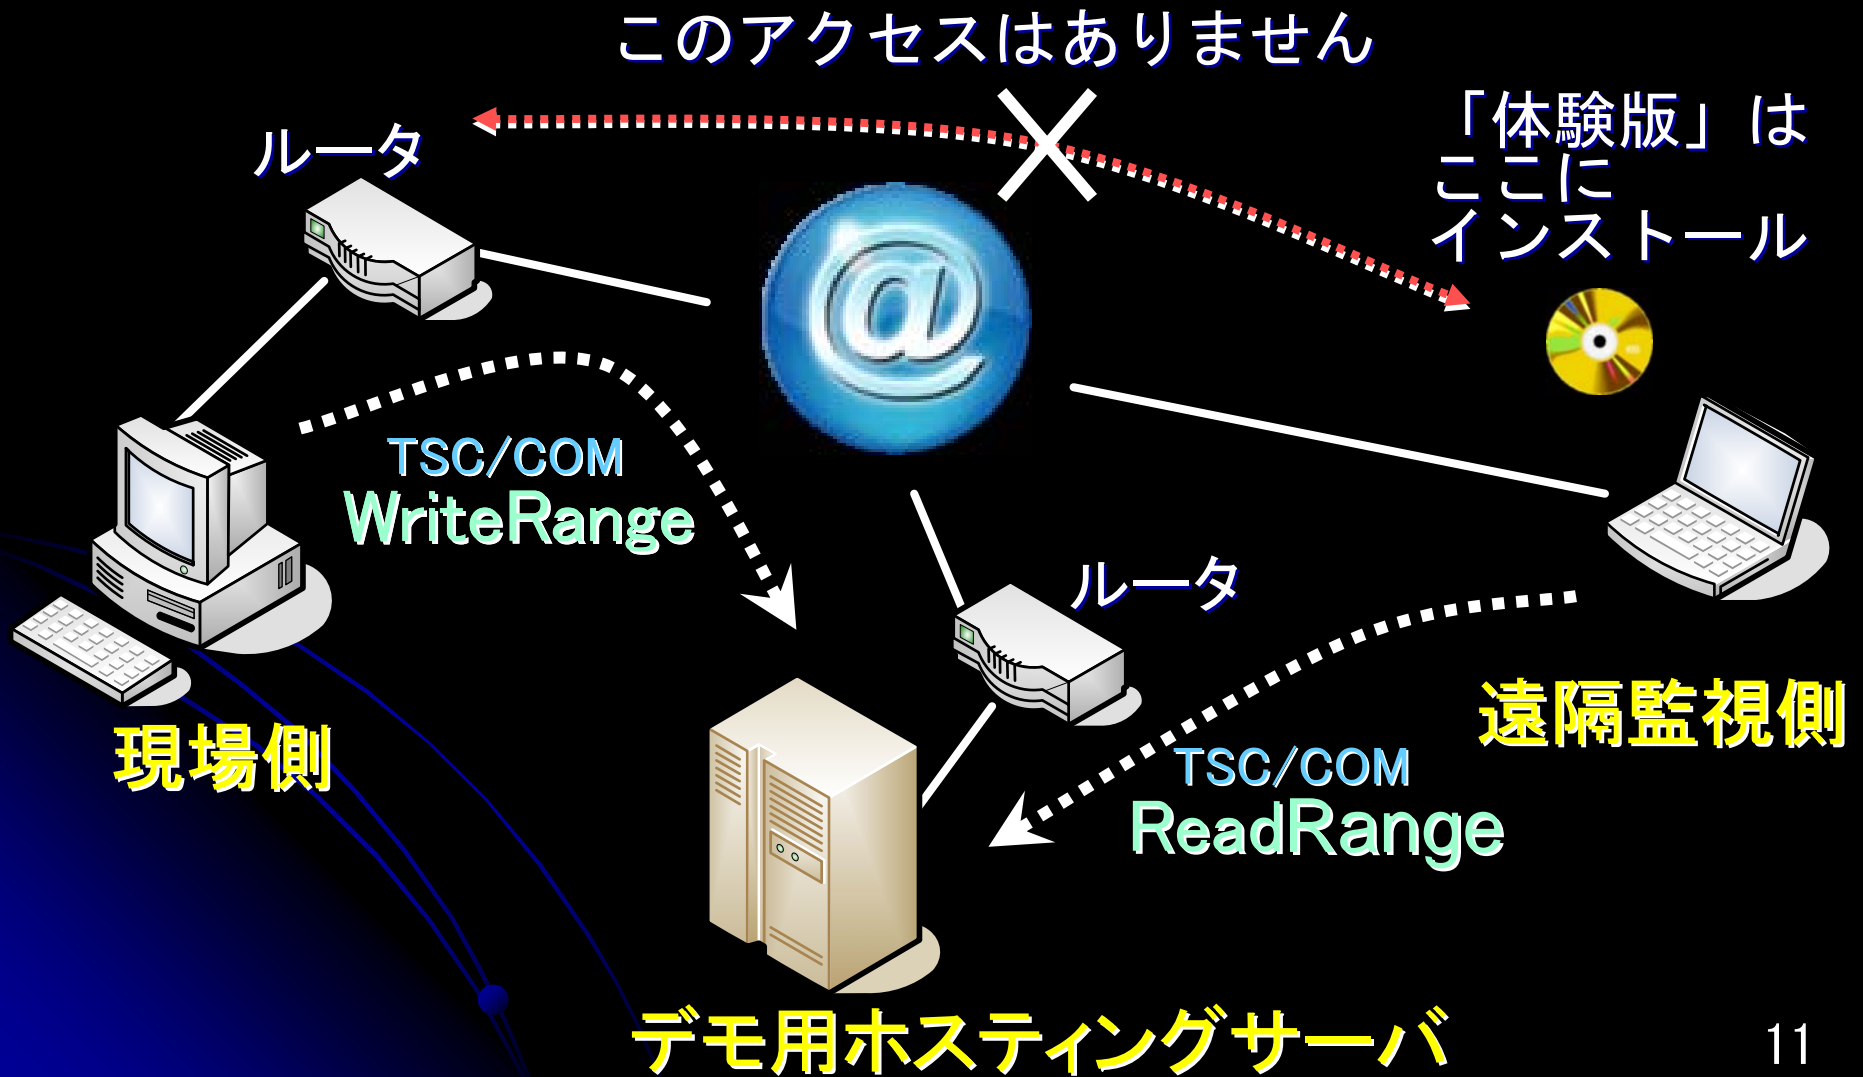 このアクセスはありません
「体験版」は
ここに
インストール
ルータ
@
TSC/COM
WriteRange
ルータ
遠隔監視側
現場側
TSC/COM
ReadRange
デモ用ホスティングサーバ
11